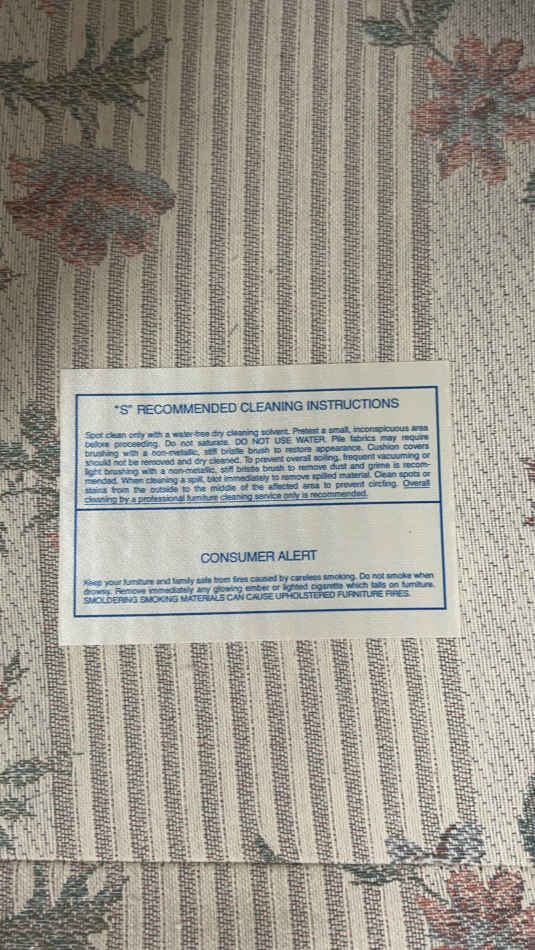 "S" RECOMMENDED CLEANING INSTRUCTIONS
Spot clean only with a water-free dry cleaning solvent. Pretest a small, inconspicuous area
before proceeding. Do not saturate. DO NOT USE WATER. Pile fabrics may require
brushing with a non-metallic, stiff bristle brush to restore appearance. Cushion covers
should not be removed and dry cleaned. To prevent overall soiling, frequent vacuuming or
light brushing with a non-metallic, stiff bristle brush to remove dust and grime is recom-
mended. When cleaning a spill, blot immediately to remove spilled material. Clean spots or
stains from the outside to the middle of the affected area to prevent circling. Overall
cleaning by a professional furniture cleaning service only is recommended.
CONSUMER ALERT
Keep your furniture and family safe from fires caused by careless smoking. Do not smoke when
drowsy. Remove immediately any glowing ember or lighted cigarette which falls on furniture.
SMOLDERING SMOKING MATERIALS CAN CAUSE UPHOLSTERED FURNITURE FIRES.